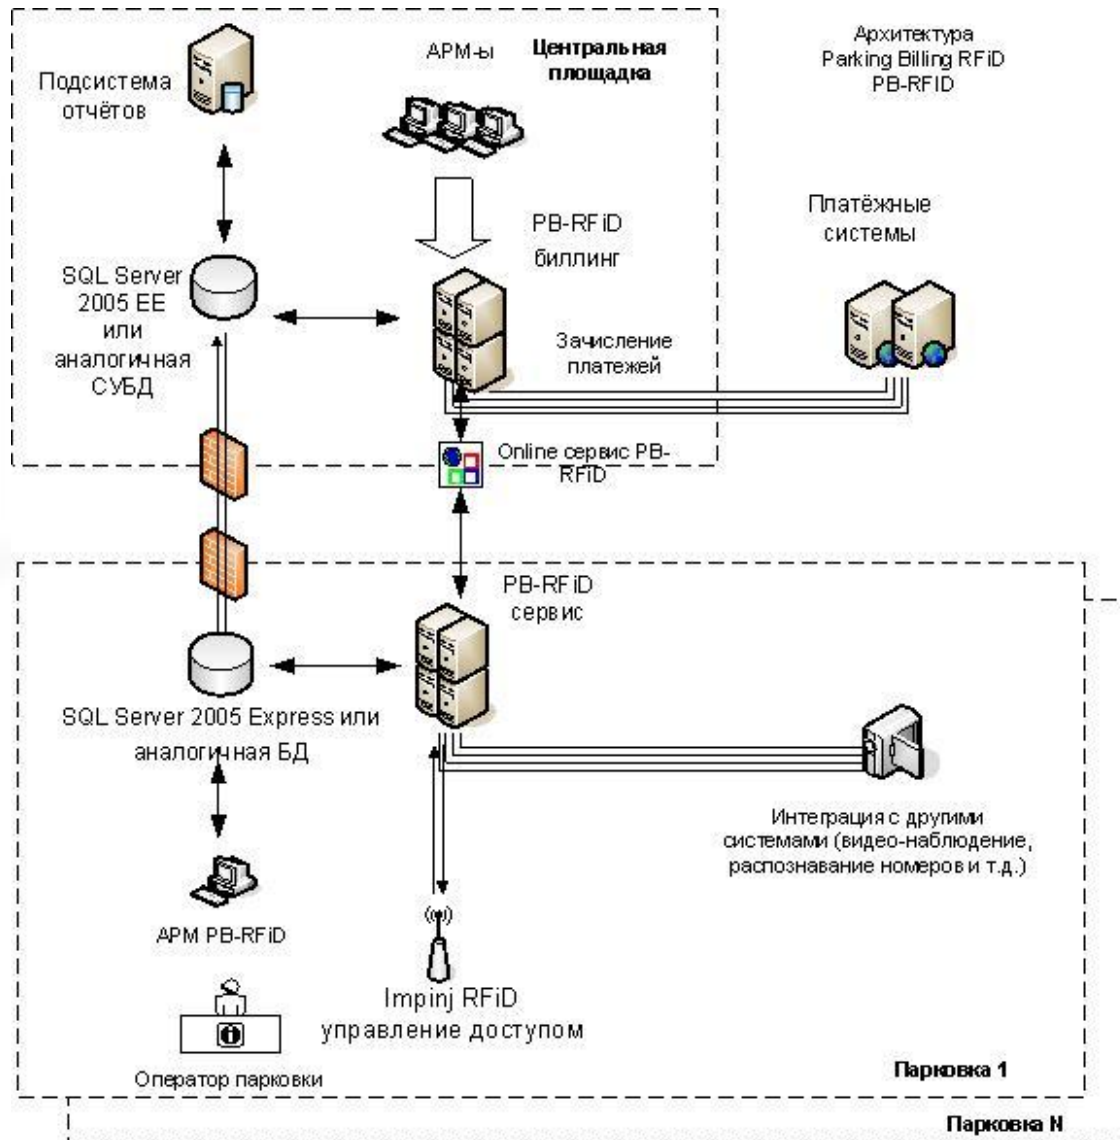 Архитектура
Parking Billing RFiD
PB-RFID
Центральная
площадка
АРМ-ы
Подсистема
отчётов
PB-RFiD
биллинг
Платёжные
системы
SQL Server
2005 EE
или
аналогичная
СУБД
Зачисление
платежей
Online сервис PB-
RFiD
PB-RFiD
сервис
SQL Server 2005 Express или
аналогичная БД
Интеграция с другими
системами (видео-наблюдение,
распознавание номеров и т.д.)
АРМ PB-RFiD
Impinj RFiD
управление доступом
Оператор парковки
Парковка 1
Парковка N